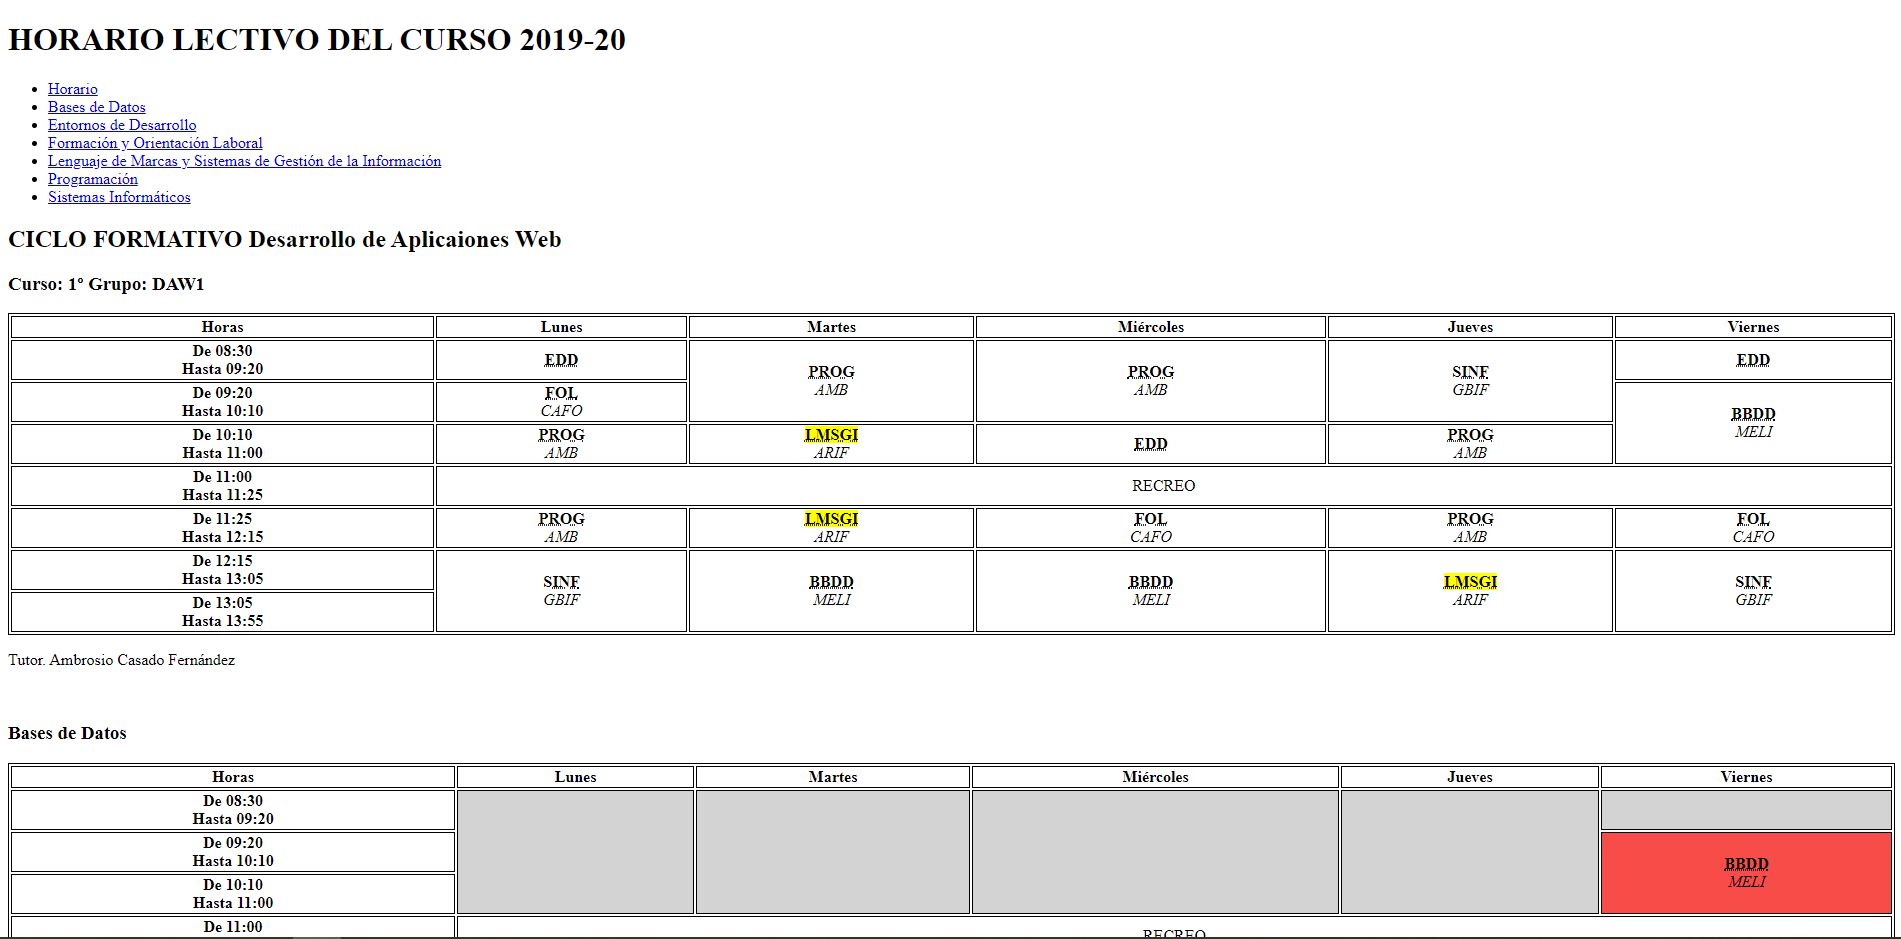 HORARIO LECTIVO DEL CURSO 2019-20
Horario
Bases de Datos
Entornos de Desarrollo
Formación y Orientación Laboral
Lenguaje de Marcas y Sistemas de Gestión de la Información
Programación
Sistemas Informáticos
CICLO FORMATIVO Desarrollo de Aplicaiones Web
Curso: 1º Grupo: DAW1
Horas Lunes Martes Miércoles Jueves Viernes
De 08:30
Hasta 09:20
EDD
PROG
AMB
PROG
AMB
SINF
GBIF
EDD
De 09:20
Hasta 10:10
FOL
CAFO
BBDD
MELI
De 10:10
Hasta 11:00
PROG
AMB
LMSGI
ARIF
EDD
PROG
AMB
De 11:00
Hasta 11:25
RECREO
De 11:25
Hasta 12:15
PROG
AMB
LMSGI
ARIF
FOL
CAFO
PROG
AMB
FOL
CAFO
De 12:15
Hasta 13:05
SINF
GBIF
BBDD
MELI
BBDD
MELI
LMSGI
ARIF
SINF
GBIF
De 13:05
Hasta 13:55
Tutor. Ambrosio Casado Fernández
Bases de Datos
Horas Lunes Martes Miércoles Jueves Viernes
De 08:30
Hasta 09:20
De 09:20
Hasta 10:10
BBDD
MELI
De 10:10
Hasta 11:00
De 11:00
RECREO